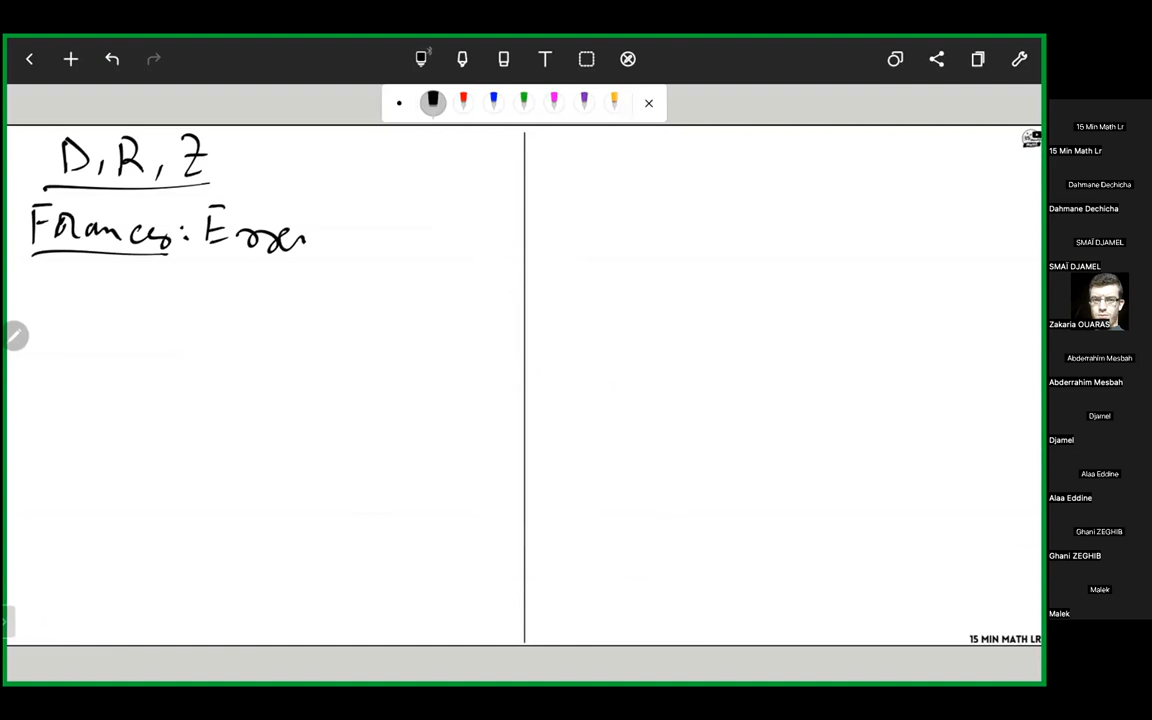 D, R, Z
Frances: Erren
15 Min Math Lr
15 Min Math Lr
Dahmane Dechicha
Dahmane Dechicha
SMAÏ DJAMEL
SMAÏ DJAMEL
Zakaria OUARAS
Abderrahim Mesbah
Abderrahim Mesbah
Djamel
Djamel
Alaa Eddine
Alaa Eddine
Ghani ZEGHIB
Ghani ZEGHIB
Malek
Malek
15 MIN MATH LR